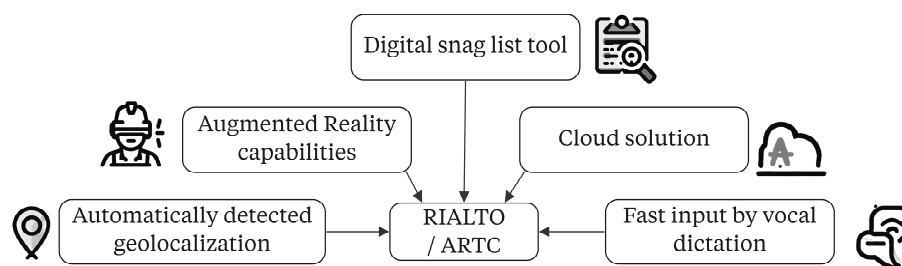 Digital snag list tool
Augmented Reality
capabilities
Cloud solution
A
Automatically detected
geolocalization
RIALTO
/ ARTC
Fast input by vocal
dictation